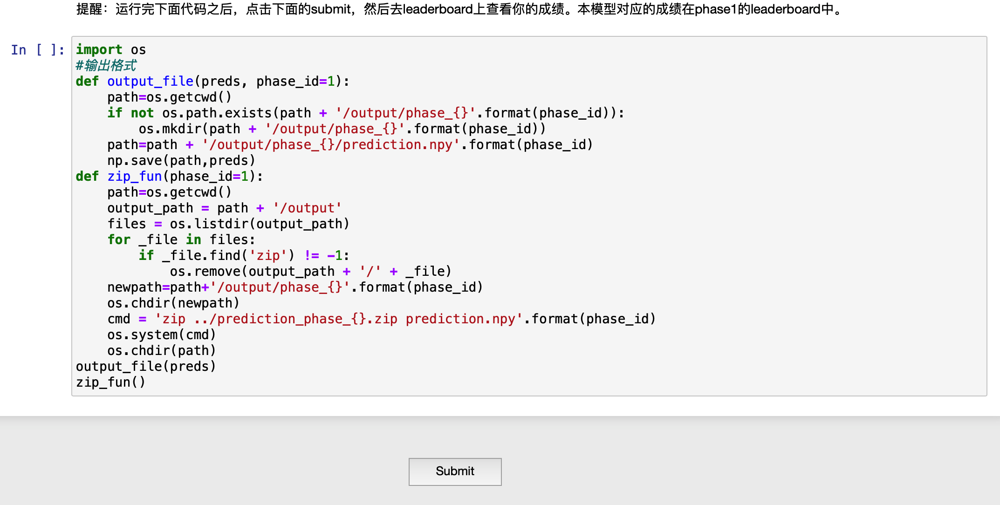 提醒：运行完下面代码之后，点击下面的submit，然后去leaderboard上查看你的成绩。本模型对应的成绩在phase1的leaderboard中。
In [ ]:
import os
#输出格式
def output_file(preds, phase_id=1):
    path=os.getcwd()
    if not os.path.exists(path + '/output/phase_{}'.format(phase_id)):
        os.mkdir(path + '/output/phase_{}'.format(phase_id))
    path=path + '/output/phase_{}/prediction.npy'.format(phase_id)
    np.save(path,preds)
def zip_fun(phase_id=1):
    path=os.getcwd()
    output_path = path + '/output'
    files = os.listdir(output_path)
    for _file in files:
        if _file.find('zip') != -1:
            os.remove(output_path + '/' + _file)
    newpath=path+'/output/phase_{}'.format(phase_id)
    os.chdir(newpath)
    cmd = 'zip ../prediction_phase_{}.zip prediction.npy'.format(phase_id)
    os.system(cmd)
    os.chdir(path)
output_file(preds)
zip_fun()
Submit